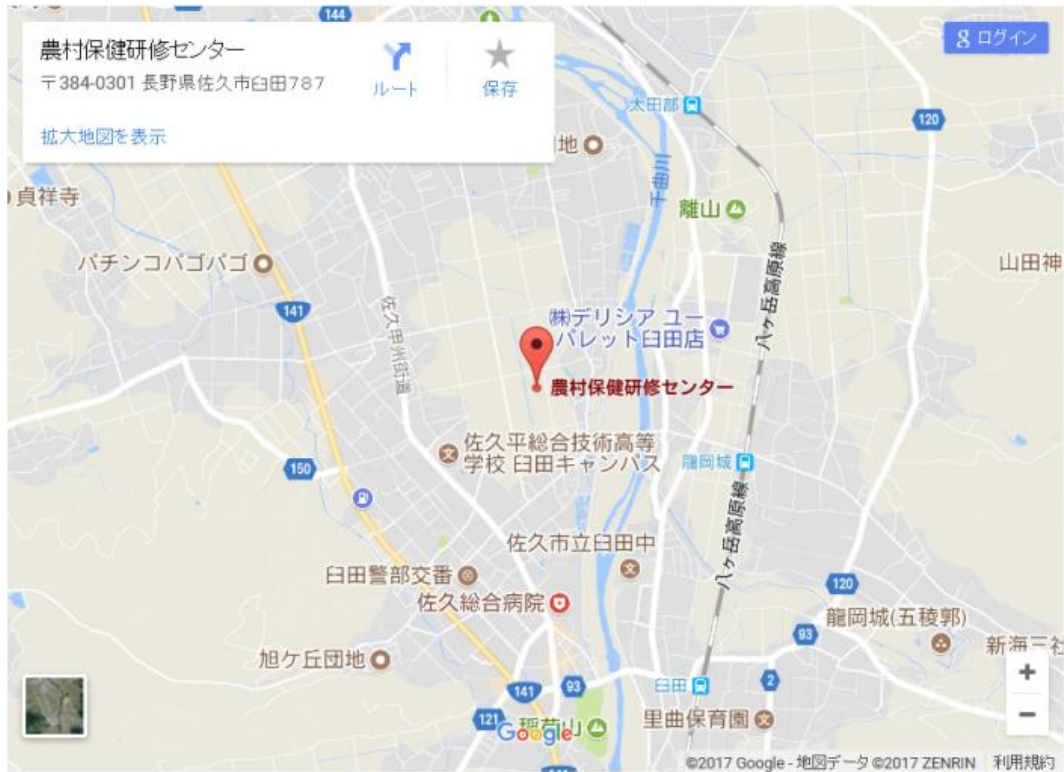 144
農村保健研修センター
〒384-0301 長野県佐久市臼田787
ルート
保存
拡大地図を表示
g ログイン
太田部
120
地
千曲川
貞祥寺
離山
パチンコバゴバゴ
八ヶ岳高原線
山田神
141
佐久甲州街道
㈱デリシア ユー
パレット臼田店
農村保健研修センター
佐久平総合技術高等
学校 臼田キャンパス
龍岡城
150
八ヶ岳高原線
佐久市立臼田中
臼田警部交番
120
佐久総合病院
龍岡城(五稜郭)
93
新海三社
旭ケ丘団地
+
141
93
臼田
2
−
121
稲荷山
里曲保育園
Google
©2017 Google - 地図データ ©2017 ZENRIN
利用規約